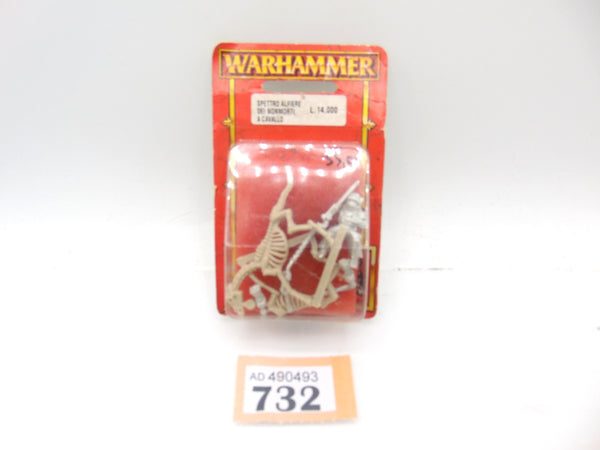 WARHAMMER
SPETTRO ALFIERE
DEI NONMORTI
A CAVALLO
L. 14.000
AD 490493
732